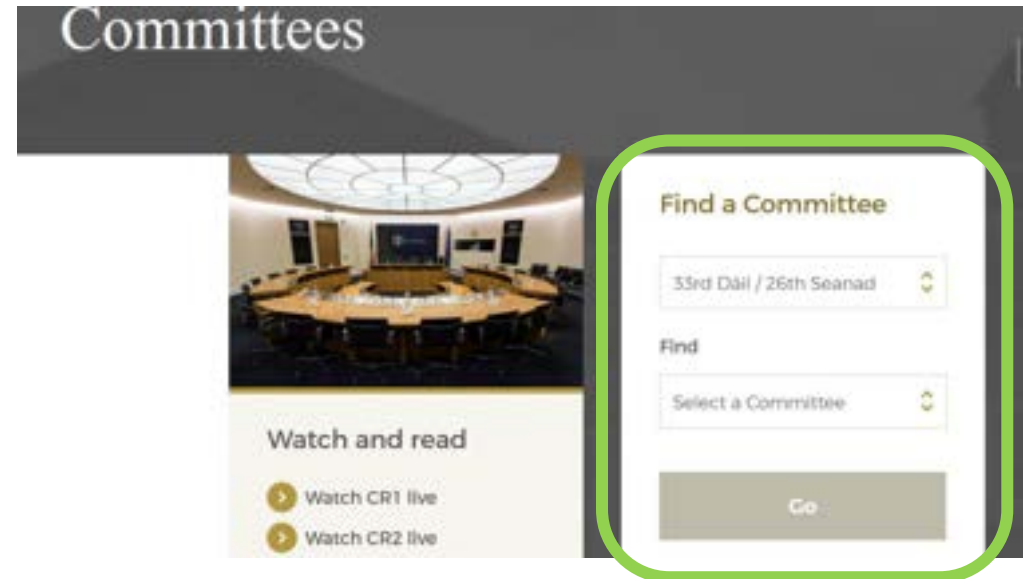 Committees
Find a Committee
33rd Dáil / 26th Seanad
Find
Select a Committee
Go
Watch and read
Watch CR1 live
Watch CR2 live